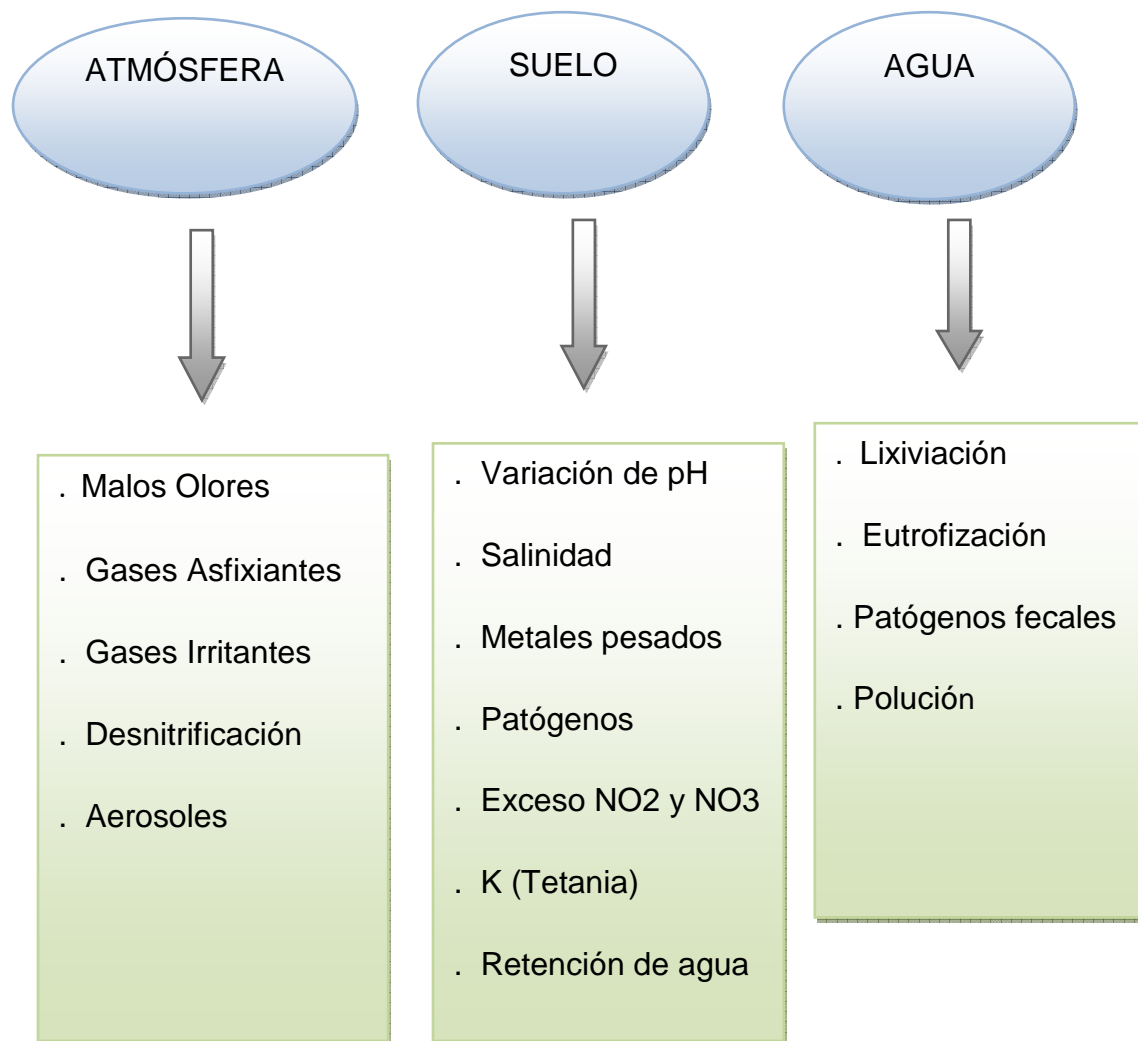 ATMÓSFERA
SUELO
AGUA
. Malos Olores
. Gases Asfixiantes
. Gases Irritantes
. Desnitrificación
. Aerosoles
. Variación de pH
. Salinidad
. Metales pesados
. Patógenos
. Exceso NO2 y NO3
. K (Tetania)
. Retención de agua
. Lixiviación
. Eutrofización
. Patógenos fecales
. Polución